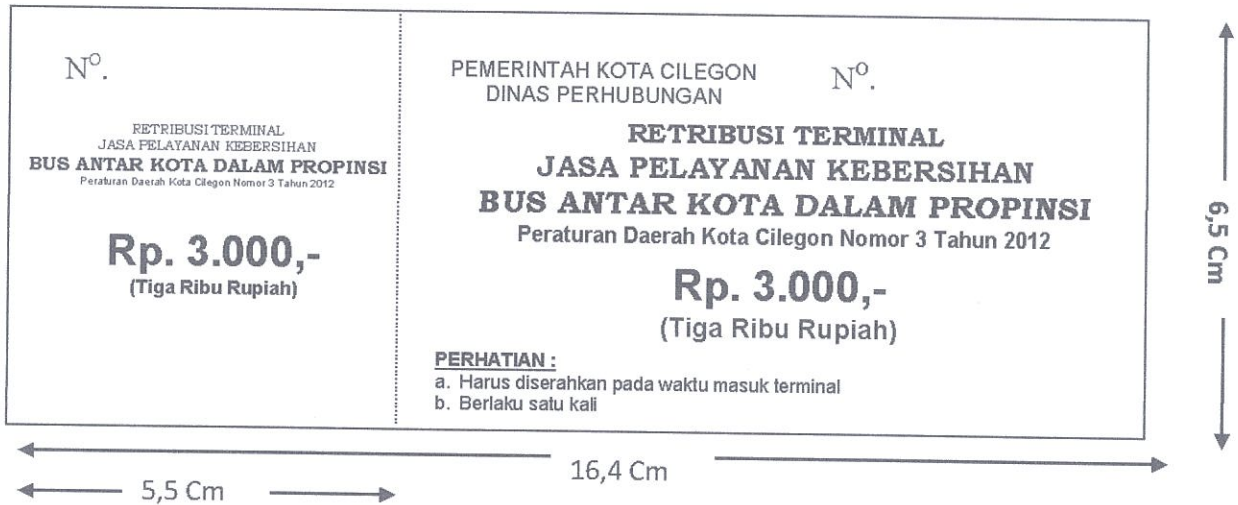 Nº.
RETRIBUSI TERMINAL
JASA PELAYANAN KEBERSIHAN
BUS ANTAR KOTA DALAM PROPINSI
Peraturan Daerah Kota Cilegon Nomor 3 Tahun 2012
Rp. 3.000,-
(Tiga Ribu Rupiah)
PEMERINTAH KOTA CILEGON
DINAS PERHUBUNGAN
Nº.
RETRIBUSI TERMINAL
JASA PELAYANAN KEBERSIHAN
BUS ANTAR KOTA DALAM PROPINSI
Peraturan Daerah Kota Cilegon Nomor 3 Tahun 2012
Rp. 3.000,-
(Tiga Ribu Rupiah)
PERHATIAN :
a. Harus diserahkan pada waktu masuk terminal
b. Berlaku satu kali
6,5 Cm
16,4 Cm
5,5 Cm